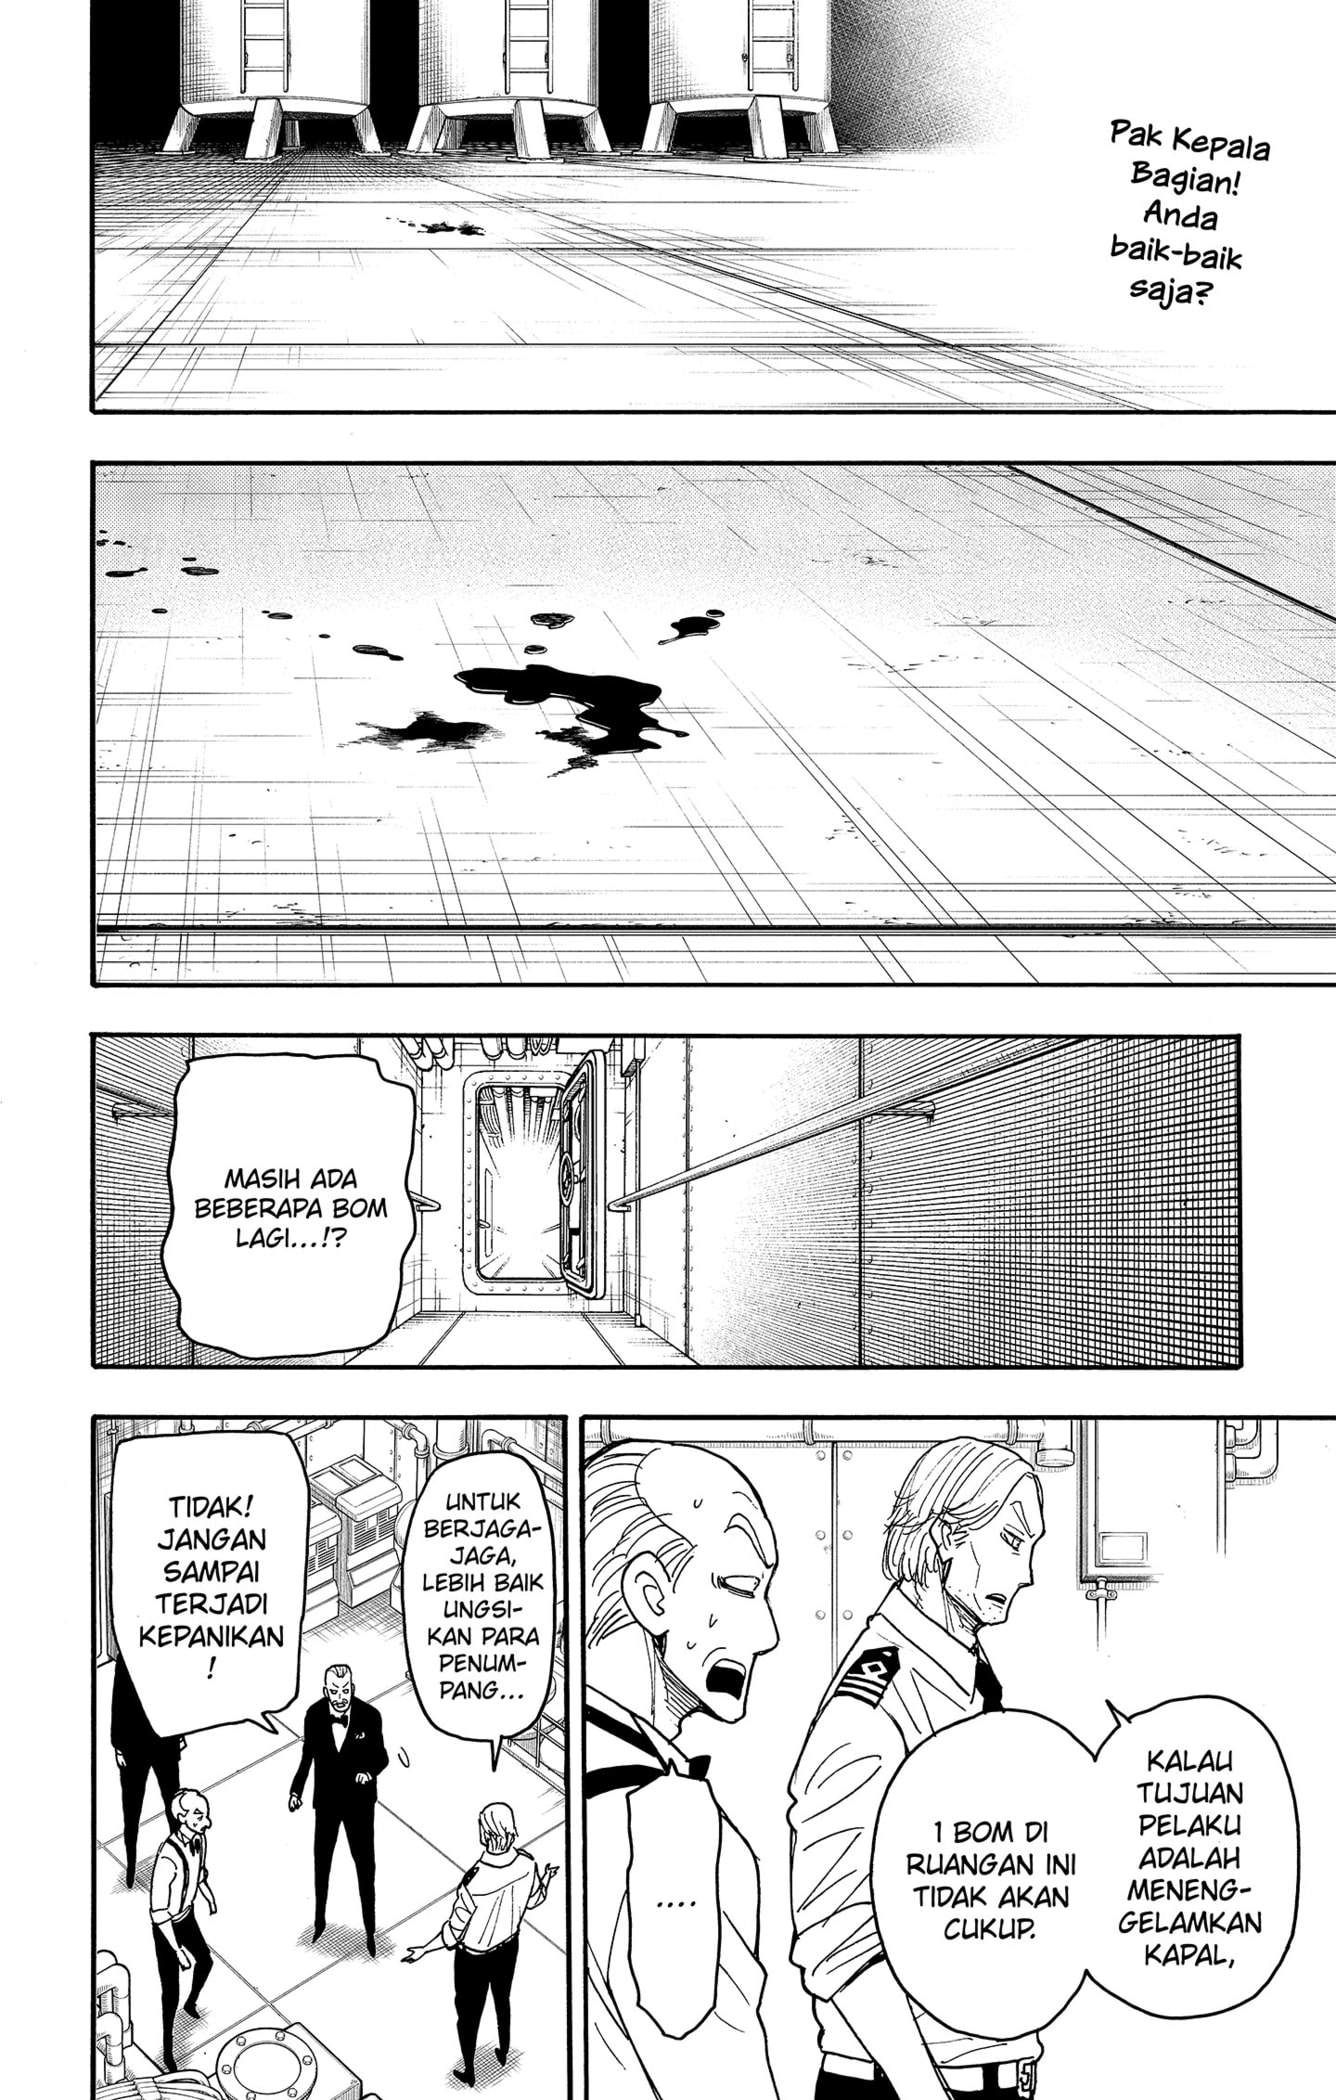 Pak Kepala
Bagian!
Anda
baik-baik
saja?
MASIH ADA
BEBERAPA BOM
LAGI...!?
KALAU
TUJUAN
PELAKU
ADALAH
MENENG-
GELAMKAN
KAPAL,
1 BOM DI
RUANGAN INI
TIDAK AKAN
CUKUP.
....
UNTUK
BERJAGA-
JAGA,
LEBIH BAIK
UNGSI-
KAN PARA
PENUM-
PANG...
TIDAK!
JANGAN
SAMPAI
TERJADI
KEPANIKAN
!